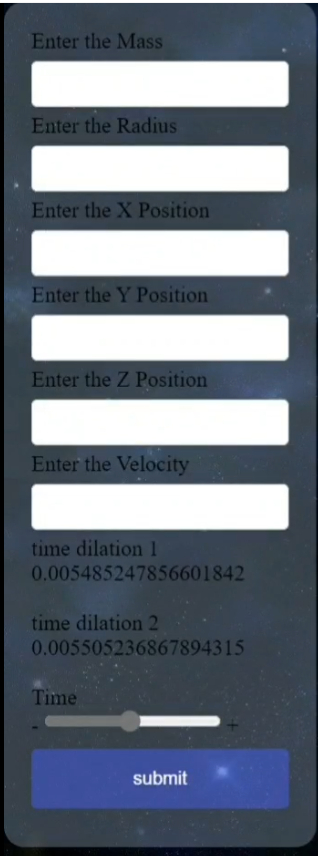 Enter the Mass
Enter the Radius
Enter the X Position
Enter the Y Position
Enter the Z Position
Enter the Velocity
time dilation 1
0.005485247856601842
time dilation 2
0.005505236867894315
Time
- +
submit